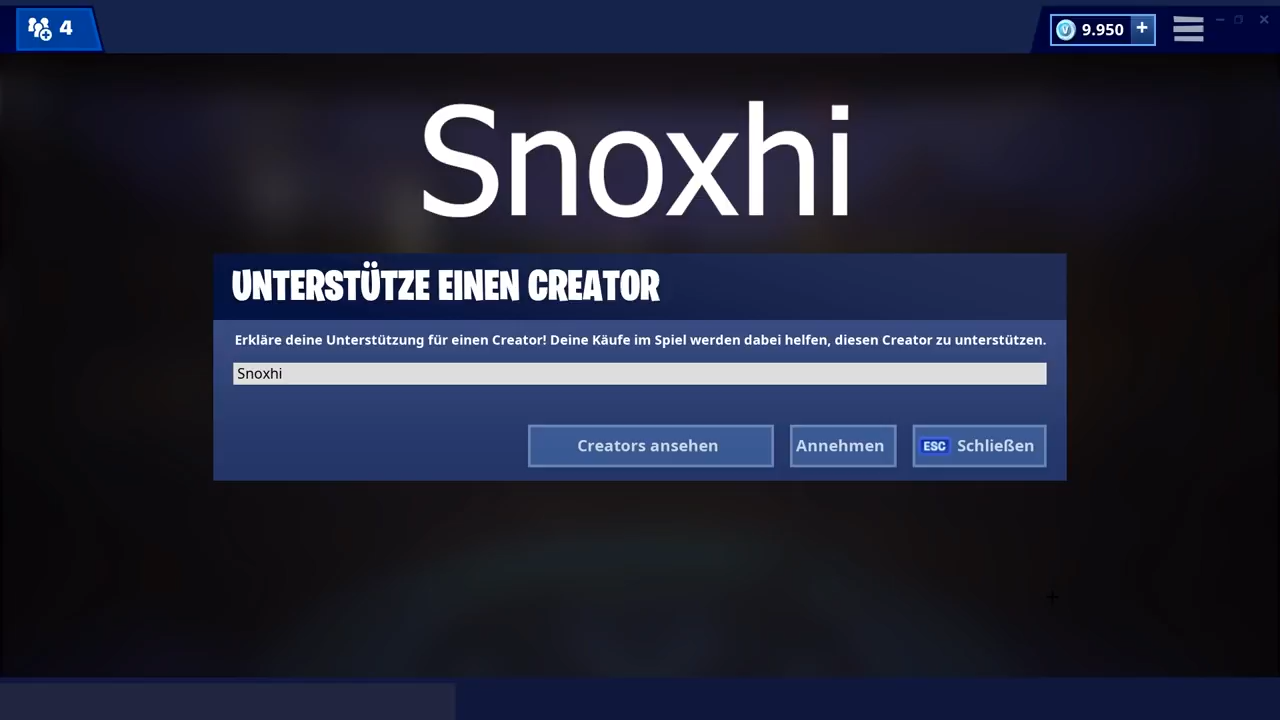 4
9.950 +
Snoxhi
UNTERSTÜTZE EINEN CREATOR
Erkläre deine Unterstützung für einen Creator! Deine Käufe im Spiel werden dabei helfen, diesen Creator zu unterstützen.
Snoxhi
Creators ansehen Annehmen ESC Schließen